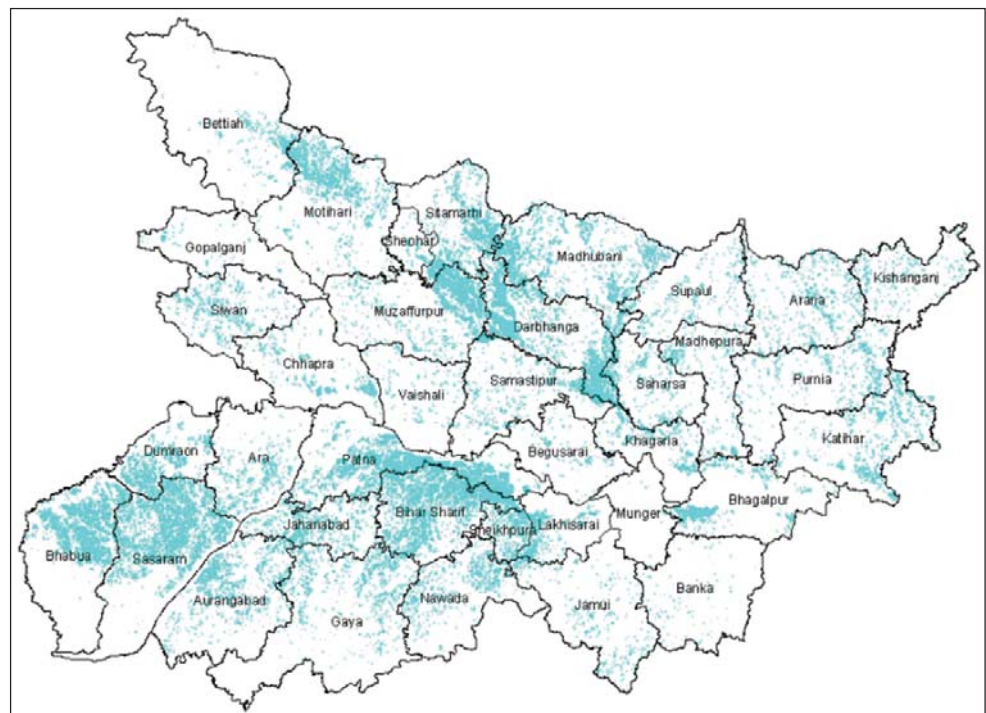 Bettiah
Motihari
Sitamarhi
Sheohar
Gopalganj
Madhubani
Kishanganj
Supaul
Araria
Siwan
Muzaffurpur
Darbhanga
Madhepura
Chhapra
Vaishali
Samastipur
Saharsa
Purnia
Dumraon
Ara
Patna
Begusarai
Khagaria
Katihar
Bhagalpur
Bihar Sharif
Jahanabad
Sheikhpura
Lakhisarai
Munger
Bhabua
Sasaram
Aurangabad
Gaya
Nawada
Jamui
Banka